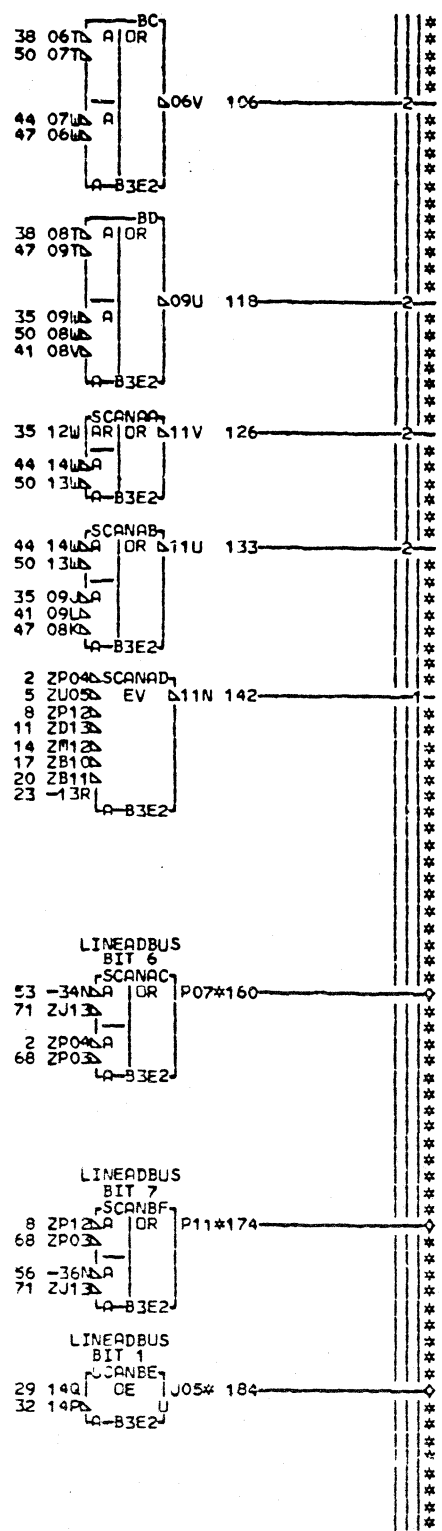 BC
38 06T A OR
50 07T
06V 106 2
44 07W A
47 06W
A B3E2
BD
38 08T A OR
47 09T
09U 118 2
35 09W A
50 08W
41 08V
A B3E2
35 12W AR OR 11V 126 2
44 14W A
50 13W
A B3E2
SCANAB
44 14W A OR 11U 133 2
50 13W
35 09J A
41 09L
47 08K
A B3E2
2 ZP04 SCANAD
5 ZU05 EV 11N 142 1
8 ZP12
11 ZD13
14 ZM12
17 ZB10
20 ZB11
23 -13R
A B3E2
LINEADBUS
BIT 6
SCANAC
53 -34N A OR P07*160
71 ZJ13
2 ZP04 A
68 ZP03
A B3E2
LINEADBUS
BIT 7
SCANBF
8 ZP12 A OR P11*174
68 ZP03
56 -36N A
71 ZJ13
A B3E2
LINEADBUS
BIT 1
SCANBE
29 14Q OE J05* 184
32 14P U
A B3E2